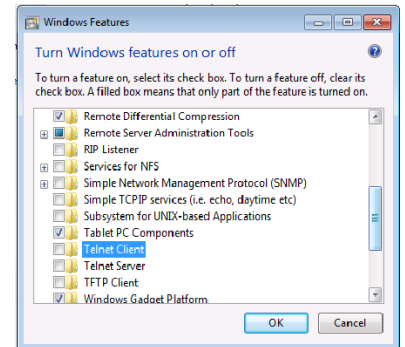 Windows Features
Turn Windows features on or off
To turn a feature on, select its check box. To turn a feature off, clear its
check box. A filled box means that only part of the feature is turned on.
Remote Differential Compression
Remote Server Administration Tools
RIP Listener
Services for NFS
Simple Network Management Protocol (SNMP)
Simple TCPIP services (i.e. echo, daytime etc)
Subsystem for UNIX-based Applications
Tablet PC Components
Telnet Client
Telnet Server
TFTP Client
Windows Gadget Platform
OK Cancel